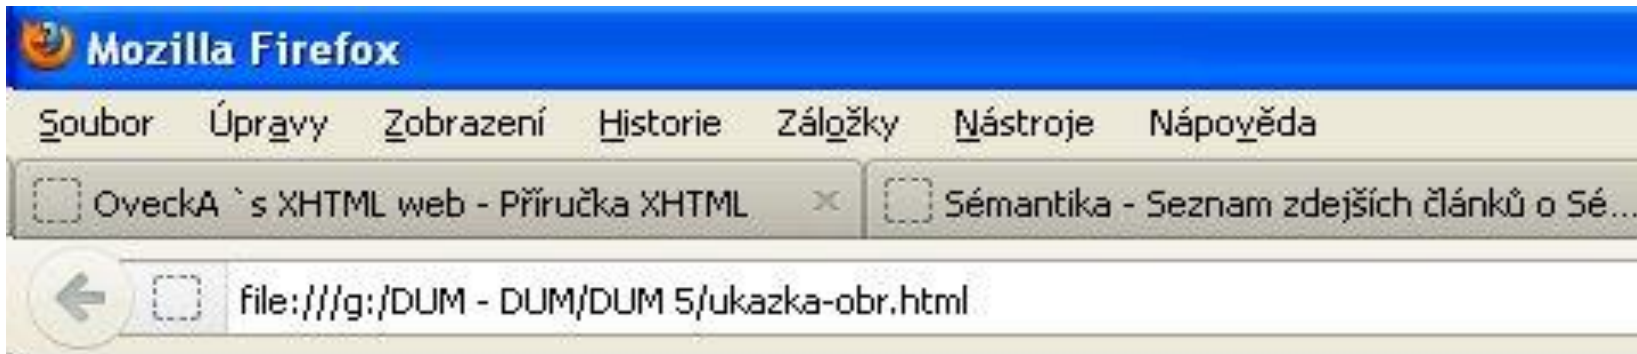 Mozilla Firefox
Soubor Úpravy Zobrazení Historie Záložky Nástroje Nápověda
OveckA `s XHTML web - Příručka XHTML Sémantika - Seznam zdejších článků o Sé...
file:///g:/DUM - DUM/DUM 5/ukazka-obr.html